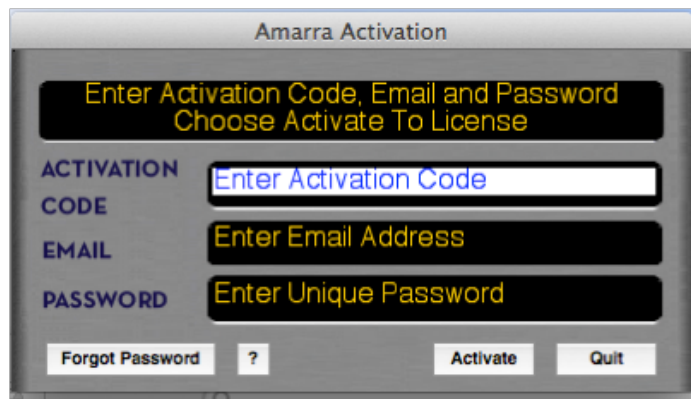 Amarra Activation
Enter Activation Code, Email and Password
Choose Activate To License
ACTIVATION
CODE
Enter Activation Code
EMAIL
Enter Email Address
PASSWORD
Enter Unique Password
Forgot Password ? Activate Quit